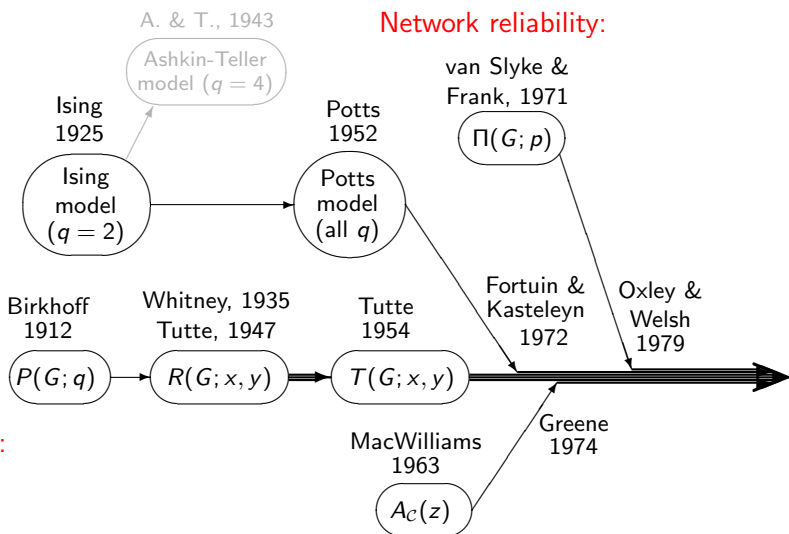 A. & T., 1943
Ashkin-Teller
model (q = 4)
Network reliability:
van Slyke &
Frank, 1971
Π(G; p)
Ising
1925
Ising
model
(q = 2)
Potts
1952
Potts
model
(all q)
Fortuin &
Kasteleyn
1972
Oxley &
Welsh
1979
Birkhoff
1912
P(G; q)
Whitney, 1935
Tutte, 1947
R(G; x, y)
Tutte
1954
T(G; x, y)
:
MacWilliams
1963
A_C(z)
Greene
1974